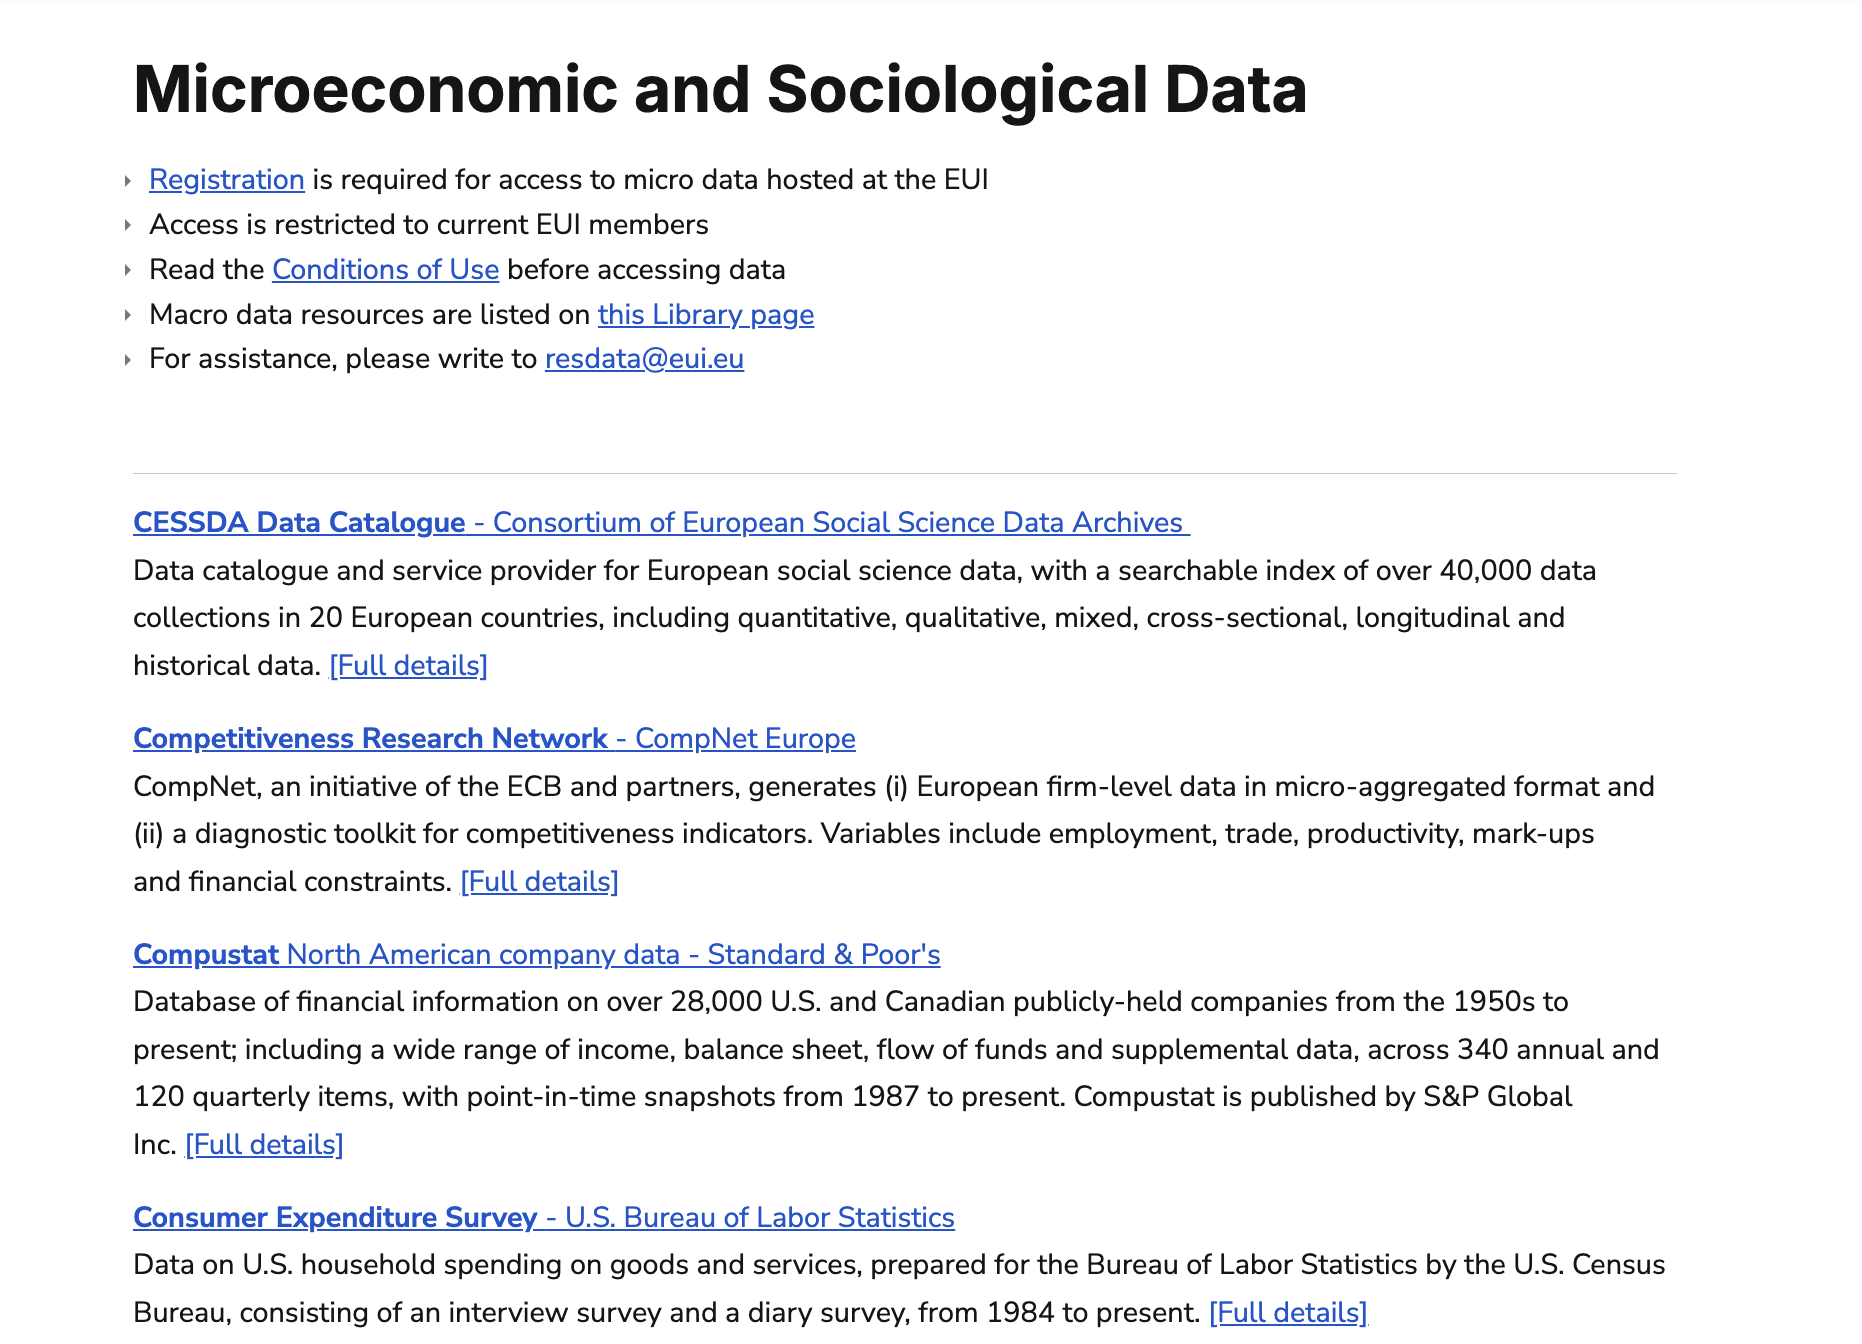 Microeconomic and Sociological Data
Registration is required for access to micro data hosted at the EUI
Access is restricted to current EUI members
Read the Conditions of Use before accessing data
Macro data resources are listed on this Library page
For assistance, please write to resdata@eui.eu
CESSDA Data Catalogue - Consortium of European Social Science Data Archives
Data catalogue and service provider for European social science data, with a searchable index of over 40,000 data
collections in 20 European countries, including quantitative, qualitative, mixed, cross-sectional, longitudinal and
historical data. [Full details]
Competitiveness Research Network - CompNet Europe
CompNet, an initiative of the ECB and partners, generates (i) European firm-level data in micro-aggregated format and
(ii) a diagnostic toolkit for competitiveness indicators. Variables include employment, trade, productivity, mark-ups
and financial constraints. [Full details]
Compustat North American company data - Standard & Poor's
Database of financial information on over 28,000 U.S. and Canadian publicly-held companies from the 1950s to
present; including a wide range of income, balance sheet, flow of funds and supplemental data, across 340 annual and
120 quarterly items, with point-in-time snapshots from 1987 to present. Compustat is published by S&P Global
Inc. [Full details]
Consumer Expenditure Survey - U.S. Bureau of Labor Statistics
Data on U.S. household spending on goods and services, prepared for the Bureau of Labor Statistics by the U.S. Census
Bureau, consisting of an interview survey and a diary survey, from 1984 to present. [Full details]